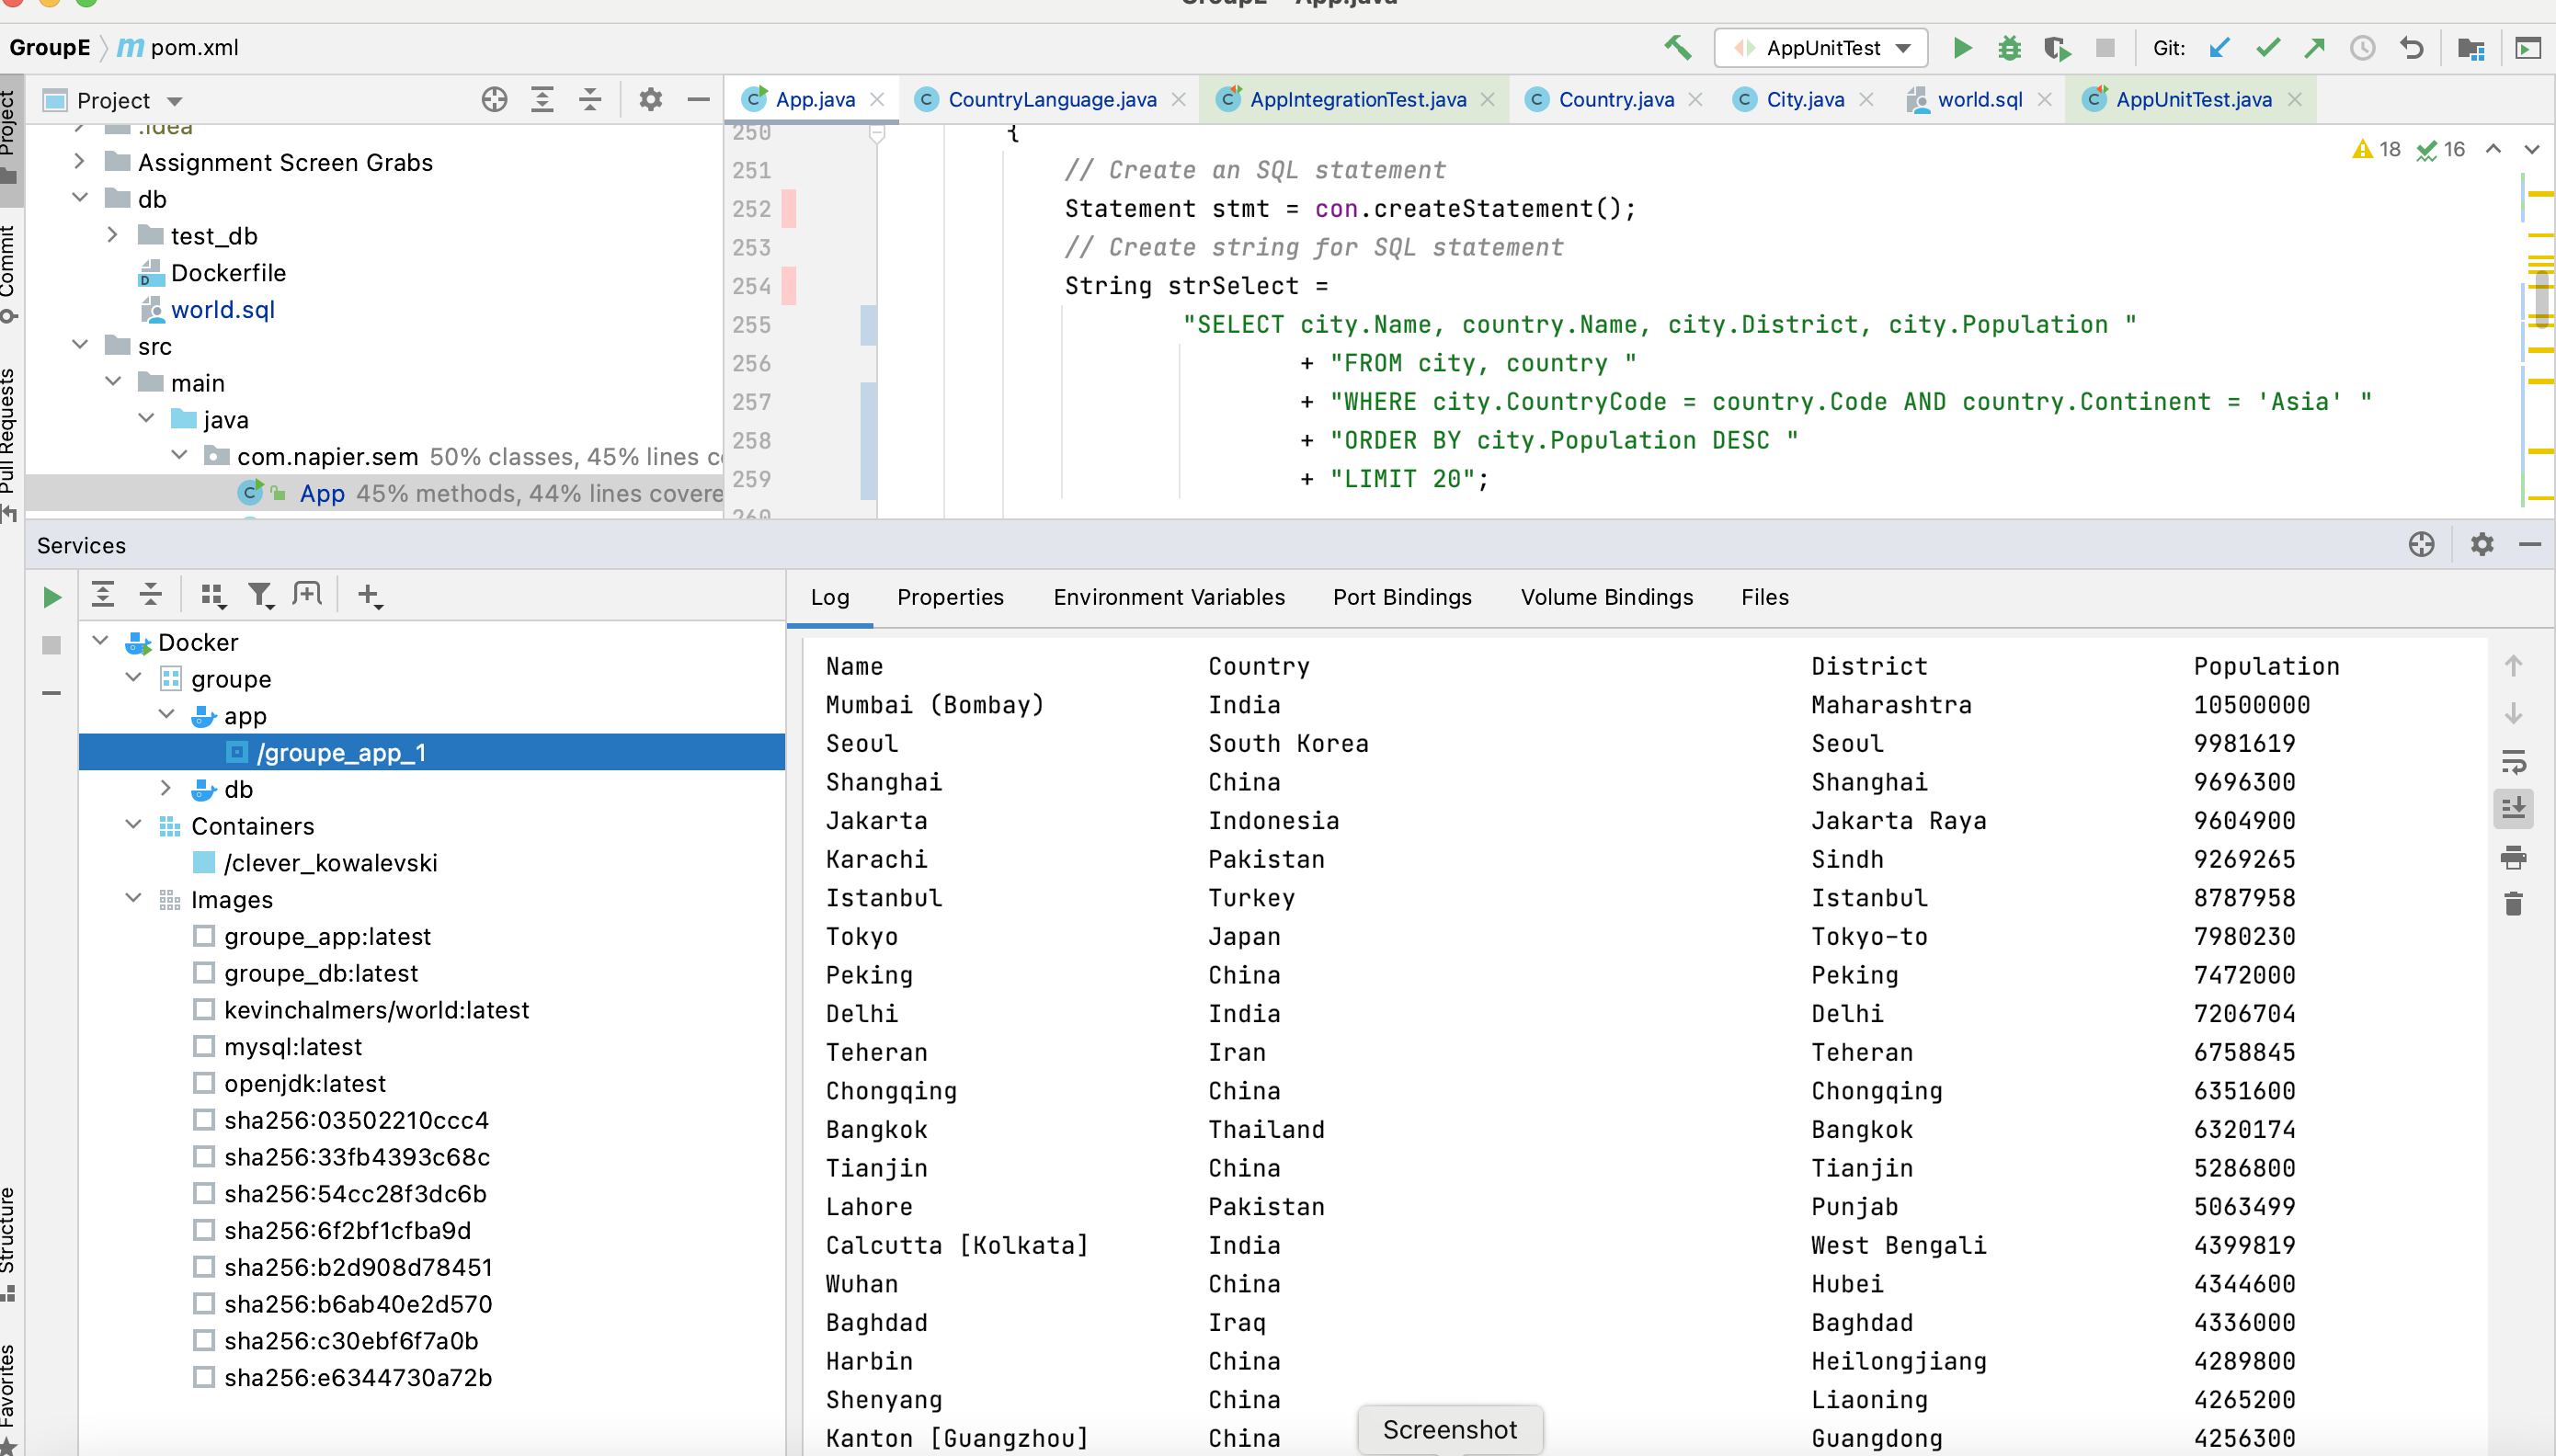 GroupE – App.java
GroupE pom.xml
AppUnitTest
Git:
Project
Commit
Pull Requests
Structure
Favorites
Project
.idea
Assignment Screen Grabs
db
test_db
Dockerfile
world.sql
src
main
java
com.napier.sem 50% classes, 45% lines
App 45% methods, 44% lines covere
App.java CountryLanguage.java AppIntegrationTest.java Country.java City.java world.sql AppUnitTest.java
18 16
250 {
251 // Create an SQL statement
252 Statement stmt = con.createStatement();
253 // Create string for SQL statement
254 String strSelect =
255 "SELECT city.Name, country.Name, city.District, city.Population "
256 + "FROM city, country "
257 + "WHERE city.CountryCode = country.Code AND country.Continent = 'Asia' "
258 + "ORDER BY city.Population DESC "
259 + "LIMIT 20";
260
Services
Docker
groupe
app
/groupe_app_1
db
Containers
/clever_kowalevski
Images
groupe_app:latest
groupe_db:latest
kevinchalmers/world:latest
mysql:latest
openjdk:latest
sha256:03502210ccc4
sha256:33fb4393c68c
sha256:54cc28f3dc6b
sha256:6f2bf1cfba9d
sha256:b2d908d78451
sha256:b6ab40e2d570
sha256:c30ebf6f7a0b
sha256:e6344730a72b
Log Properties Environment Variables Port Bindings Volume Bindings Files
Name Country District Population
Mumbai (Bombay) India Maharashtra 10500000
Seoul South Korea Seoul 9981619
Shanghai China Shanghai 9696300
Jakarta Indonesia Jakarta Raya 9604900
Karachi Pakistan Sindh 9269265
Istanbul Turkey Istanbul 8787958
Tokyo Japan Tokyo-to 7980230
Peking China Peking 7472000
Delhi India Delhi 7206704
Teheran Iran Teheran 6758845
Chongqing China Chongqing 6351600
Bangkok Thailand Bangkok 6320174
Tianjin China Tianjin 5286800
Lahore Pakistan Punjab 5063499
Calcutta [Kolkata] India West Bengali 4399819
Wuhan China Hubei 4344600
Baghdad Iraq Baghdad 4336000
Harbin China Heilongjiang 4289800
Shenyang China Liaoning 4265200
Kanton [Guangzhou] China Guangdong 4256300
Screenshot